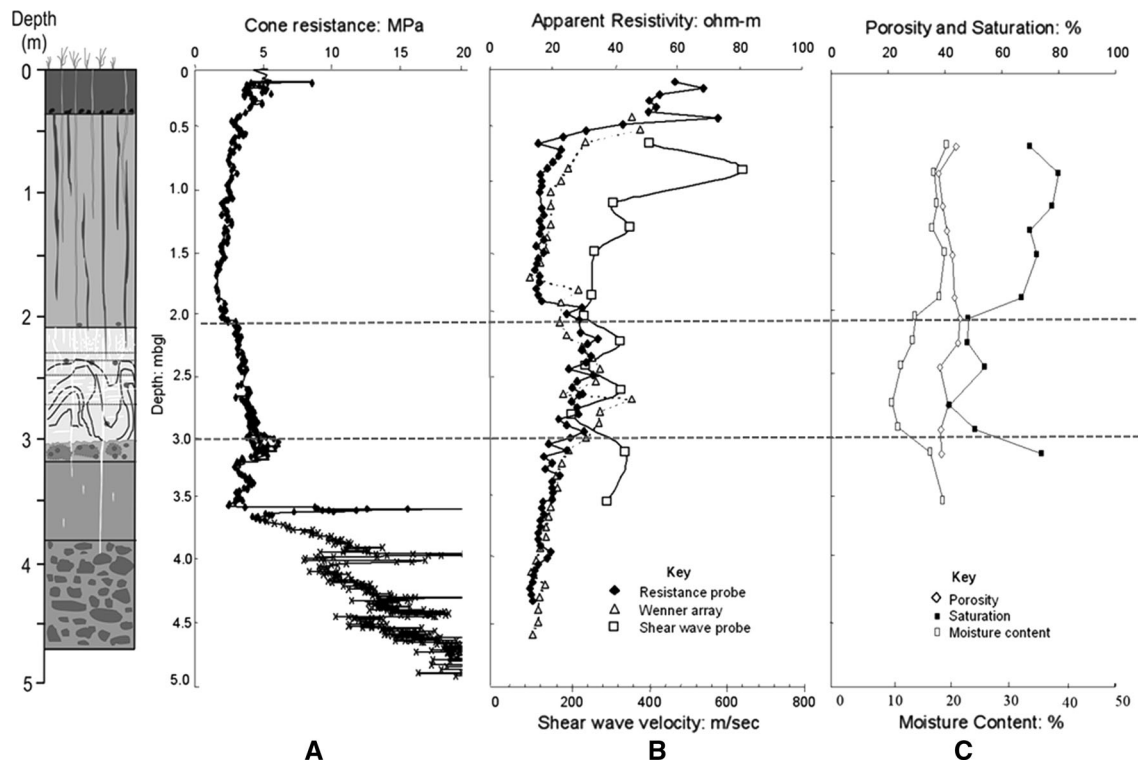 Depth
(m)
0
1
2
3
4
5
Cone resistance: MPa
0 5 10 15 20
Depth: mbgl
0
0.5
1.0
1.5
2.0
2.5
3.0
3.5
4.0
4.5
5.0
A
Apparent Resistivity: ohm-m
0 20 40 60 80 100
Key
Resistance probe
Wenner array
Shear wave probe
0 200 400 600 800
Shear wave velocity: m/sec
B
Porosity and Saturation: %
0 20 40 60 80 100
Key
Porosity
Saturation
Moisture content
0 10 20 30 40 50
Moisture Content: %
C